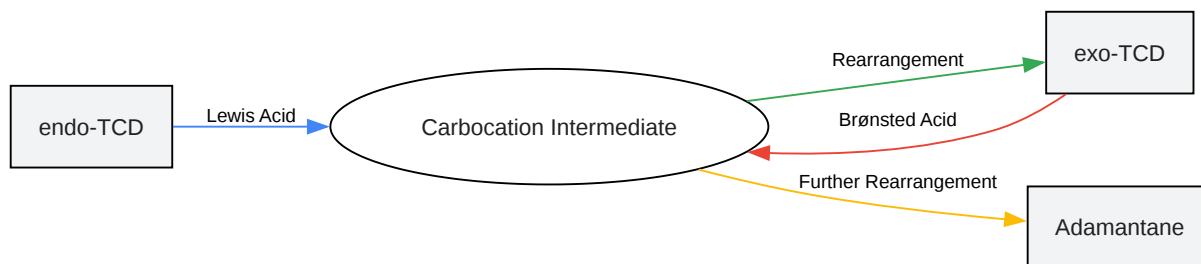 endo-TCD
Lewis Acid
Carbocation Intermediate
Rearrangement
exo-TCD
Brønsted Acid
Further Rearrangement
Adamantane